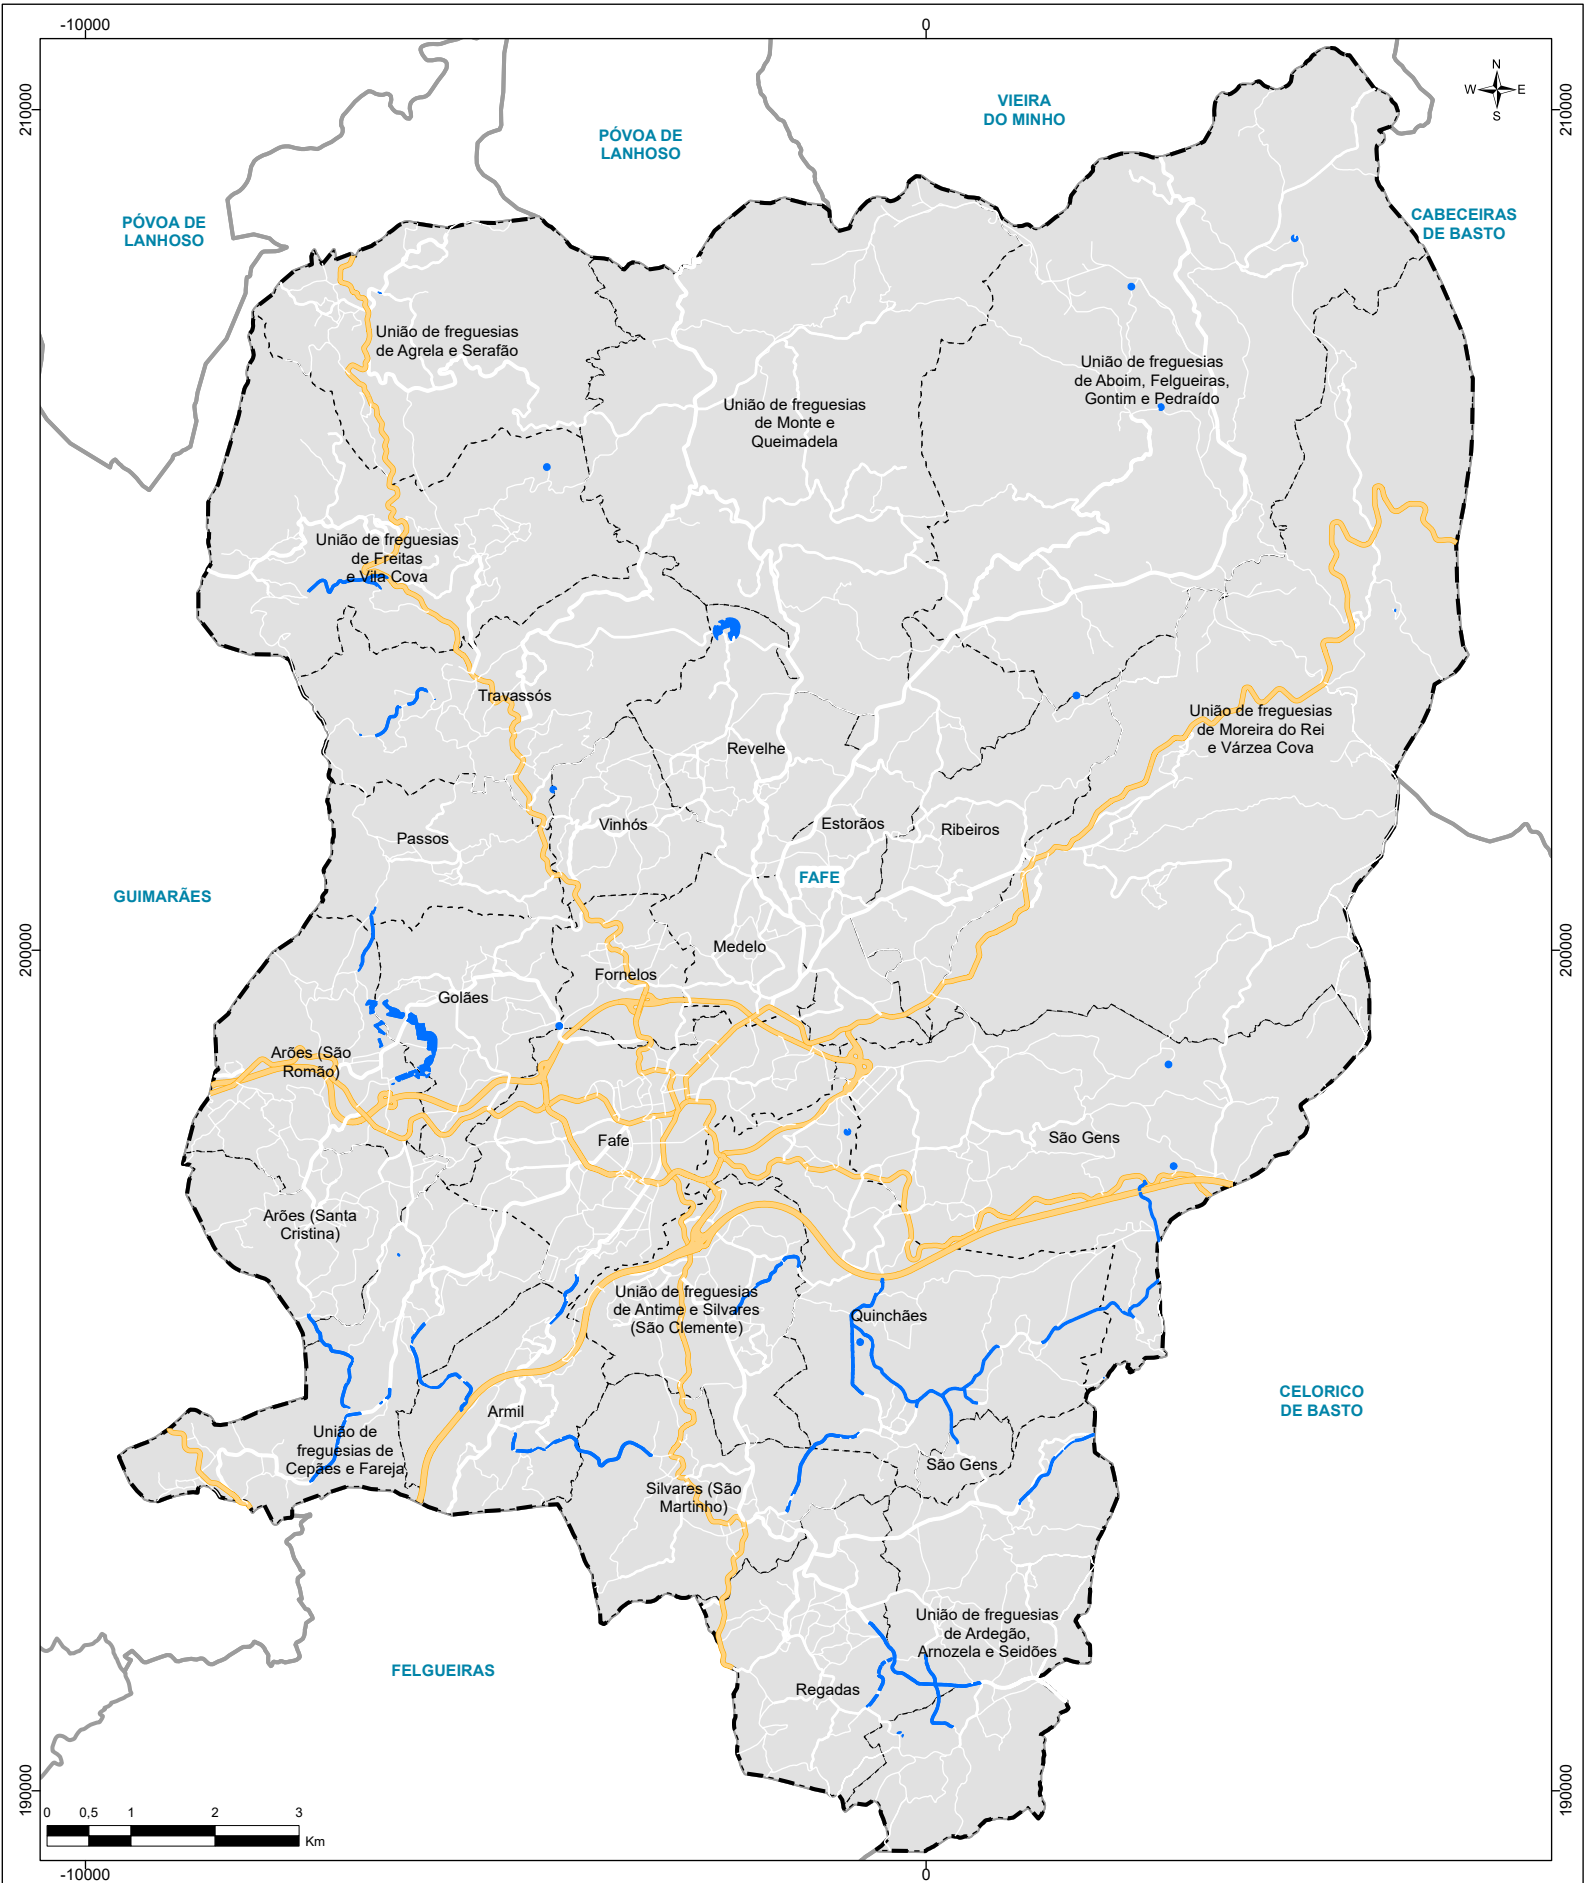 -10000
0
210000
210000
N
W
E
S
VIEIRA
DO MINHO
PÓVOA DE
LANHOSO
PÓVOA DE
LANHOSO
CABECEIRAS
DE BASTO
União de freguesias
de Agrela e Serafão
União de freguesias
de Aboim, Felgueiras,
Gontim e Pedraído
União de freguesias
de Monte e
Queimadela
União de freguesias
de Freitas
e Vila Cova
Travassós
União de freguesias
de Moreira do Rei
e Várzea Cova
Revelhe
Vinhós
Estorãos
Ribeiros
Passos
FAFE
GUIMARÃES
200000
200000
Medelo
Fornelos
Golães
Arões (São
Romão)
Fafe
São Gens
Arões (Santa
Cristina)
União de freguesias
de Antime e Silvares
(São Clemente)
Quinchães
CELORICO
DE BASTO
Armil
União de
freguesias de
Cepães e Fareja
São Gens
Silvares (São
Martinho)
União de freguesias
de Ardegão,
Arnozela e Seidões
FELGUEIRAS
Regadas
190000
190000
0
0,5
1
2
3
Km
-10000
0